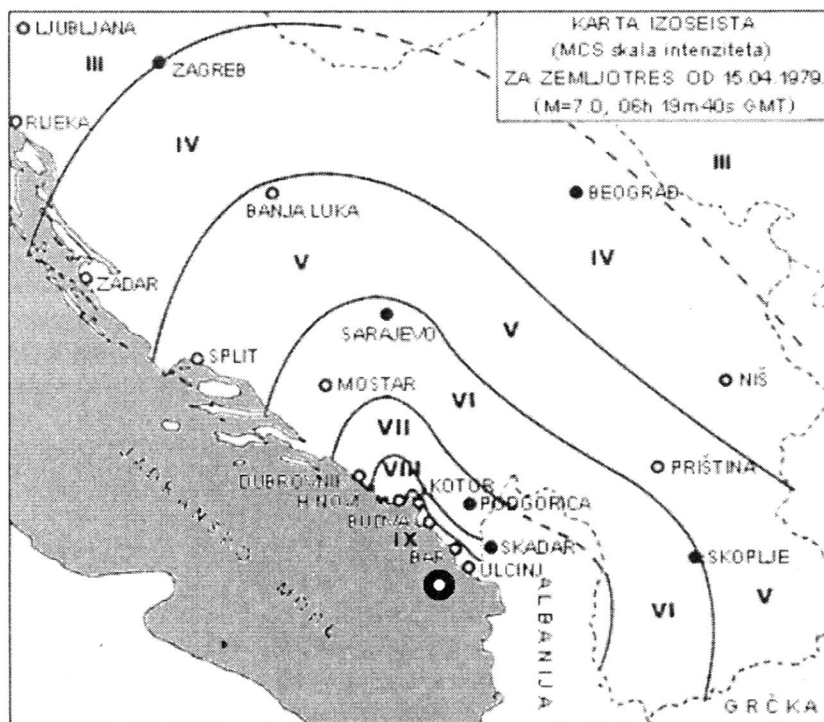 KARTA IZOSEISTA
(MCS skala intenziteta)
ZA ZEMLJOTRES OD 15.04.1979.
(M=7.0, 06h 19m40s GMT)
LJUBLJANA
III
ZAGREB
RIJEKA
IV
III
BANJA LUKA
BEOGRAD
V
IV
ZADAR
SARAJEVO
V
SPLIT
MOSTAR
VI
NIŠ
VII
VIII
PRIŠTINA
DUBROVNIK
KOTOR
H.NOVI
PODGORICA
BUDVA
IX
SKADAR
BAR
SKOPLJE
ULCINJ
JADRANSKO MORE
ALBANIJA
VI
V
GRČKA